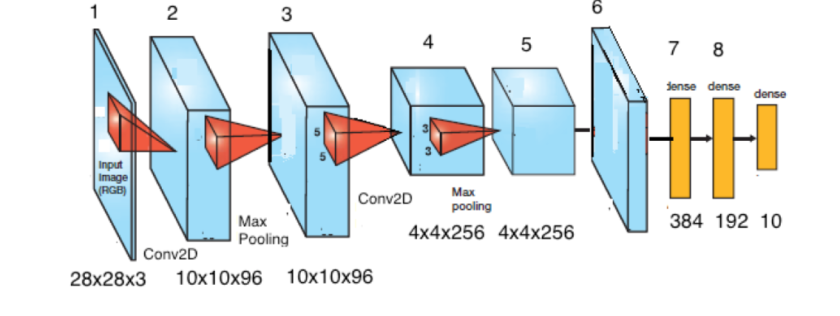 1 2 3 4 5 6 7 8
dense dense dense
Input
Image
(RGB)
5
5
3
3
Conv2D
Max
Pooling
Conv2D
Max
pooling
28x28x3 10x10x96 10x10x96 4x4x256 4x4x256 384 192 10